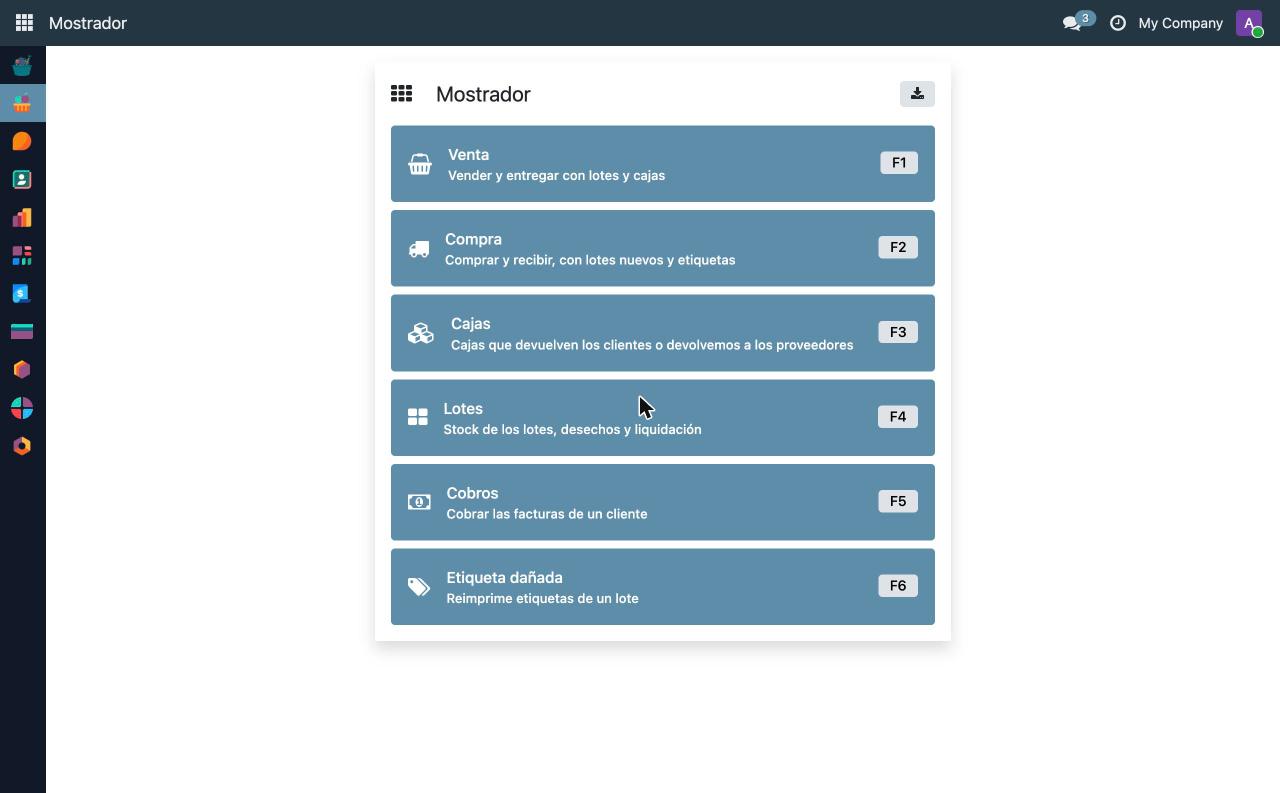 Mostrador
3
My Company
A
Mostrador
Venta
Vender y entregar con lotes y cajas
F1
Compra
Comprar y recibir, con lotes nuevos y etiquetas
F2
Cajas
Cajas que devuelven los clientes o devolvemos a los proveedores
F3
Lotes
Stock de los lotes, desechos y liquidación
F4
Cobros
Cobrar las facturas de un cliente
F5
Etiqueta dañada
Reimprime etiquetas de un lote
F6